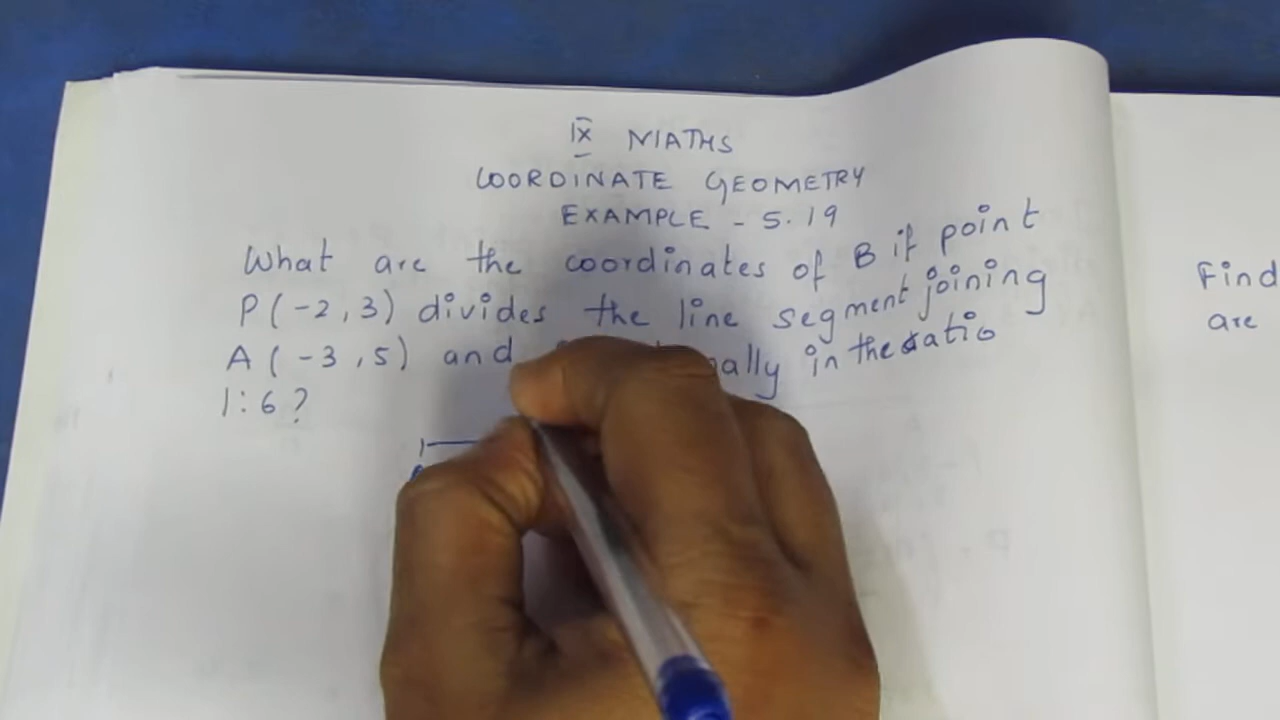 IX MATHS
COORDINATE GEOMETRY
EXAMPLE - 5.19
What are the coordinates of B if point
P(-2,3) divides the line segment joining
A(-3,5) and nally in the ratio
1:6?
Find
are